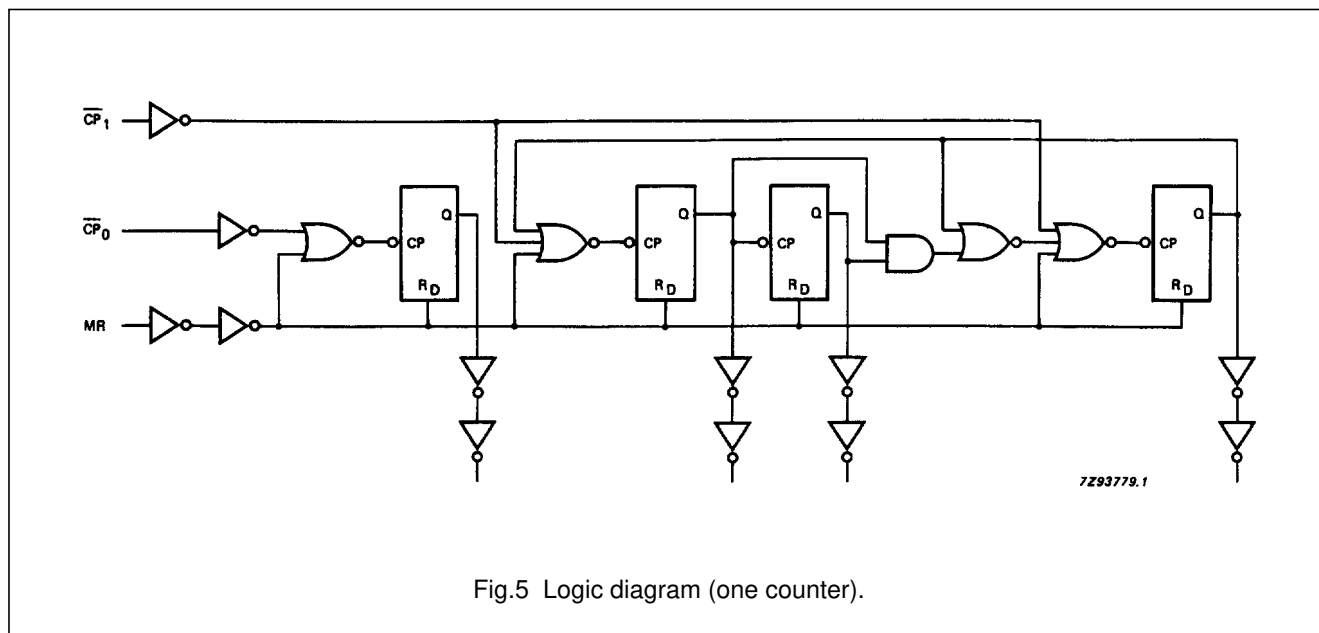 CP1
Q
Q
Q
Q
CP0
CP
CP
CP
CP
RD
RD
RD
RD
MR
7Z93779.1
Fig.5 Logic diagram (one counter).